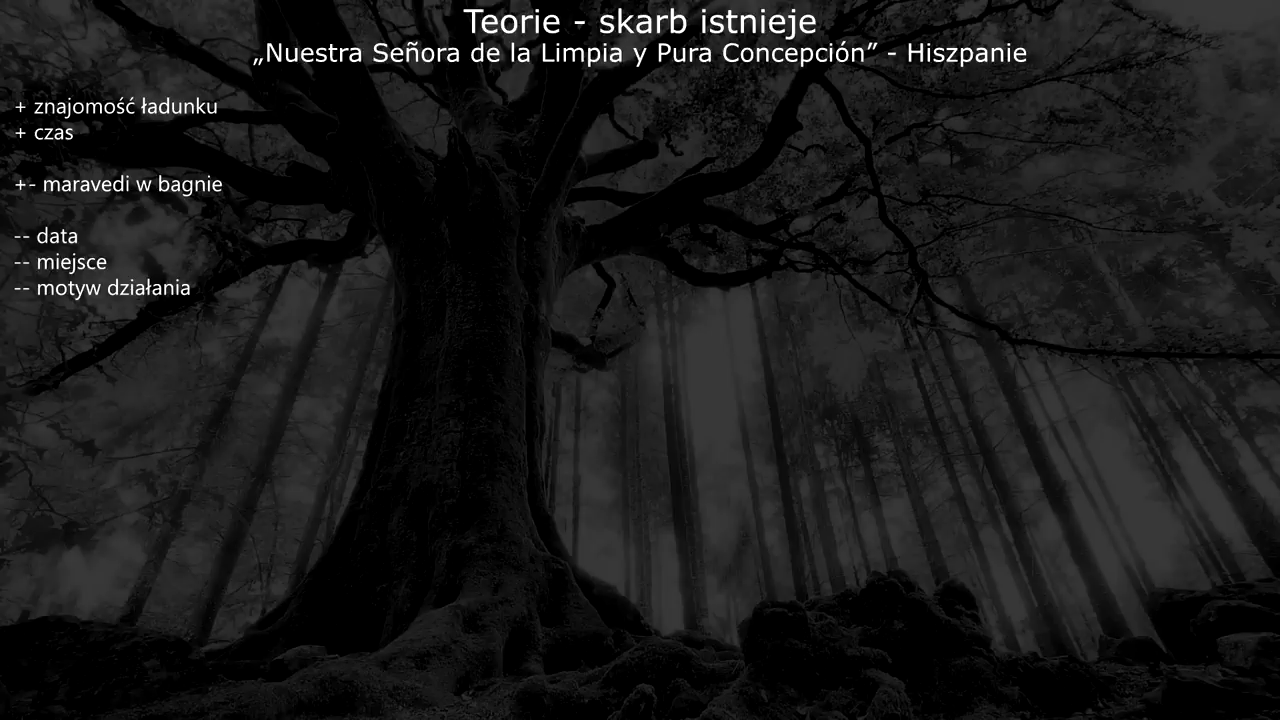 Teorie - skarb istnieje
„Nuestra Señora de la Limpia y Pura Concepción” - Hiszpanie
+ znajomość ładunku
+ czas
+- maravedi w bagnie
-- data
-- miejsce
-- motyw działania